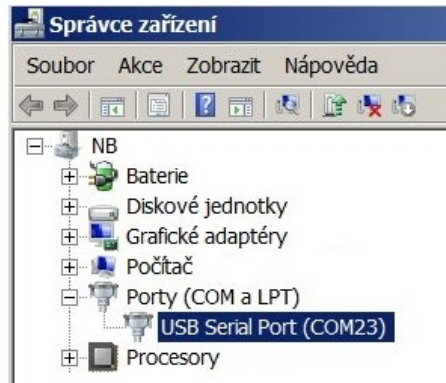 Správce zařízení
Soubor Akce Zobrazit Nápověda
NB
Baterie
Diskové jednotky
Grafické adaptéry
Počítač
Porty (COM a LPT)
USB Serial Port (COM23)
Procesory